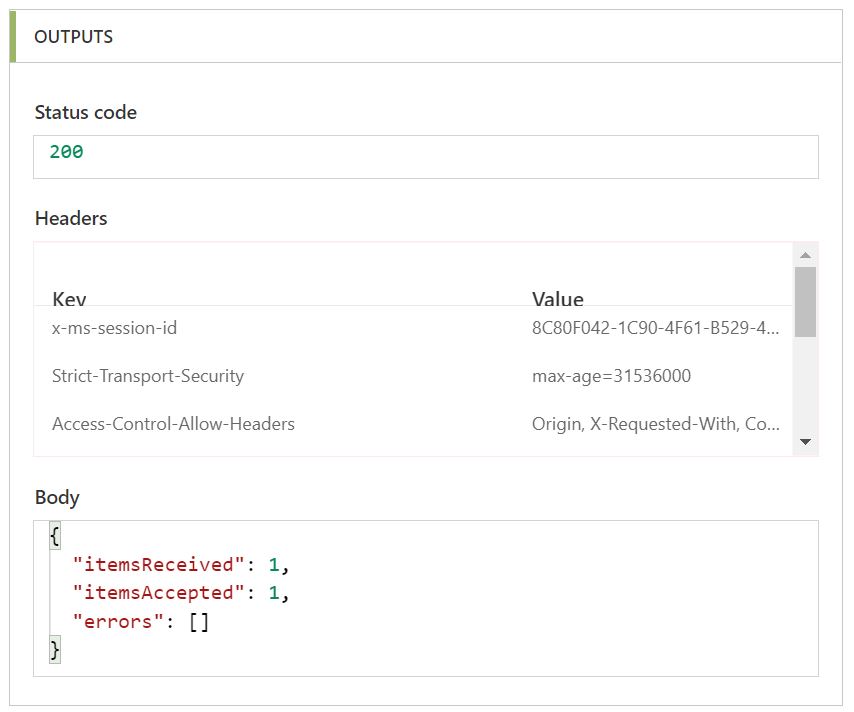 OUTPUTS
Status code
200
Headers
Key Value
x-ms-session-id 8C80F042-1C90-4F61-B529-4...
Strict-Transport-Security max-age=31536000
Access-Control-Allow-Headers Origin, X-Requested-With, Co...
Body
{
"itemsReceived": 1,
"itemsAccepted": 1,
"errors": []
}